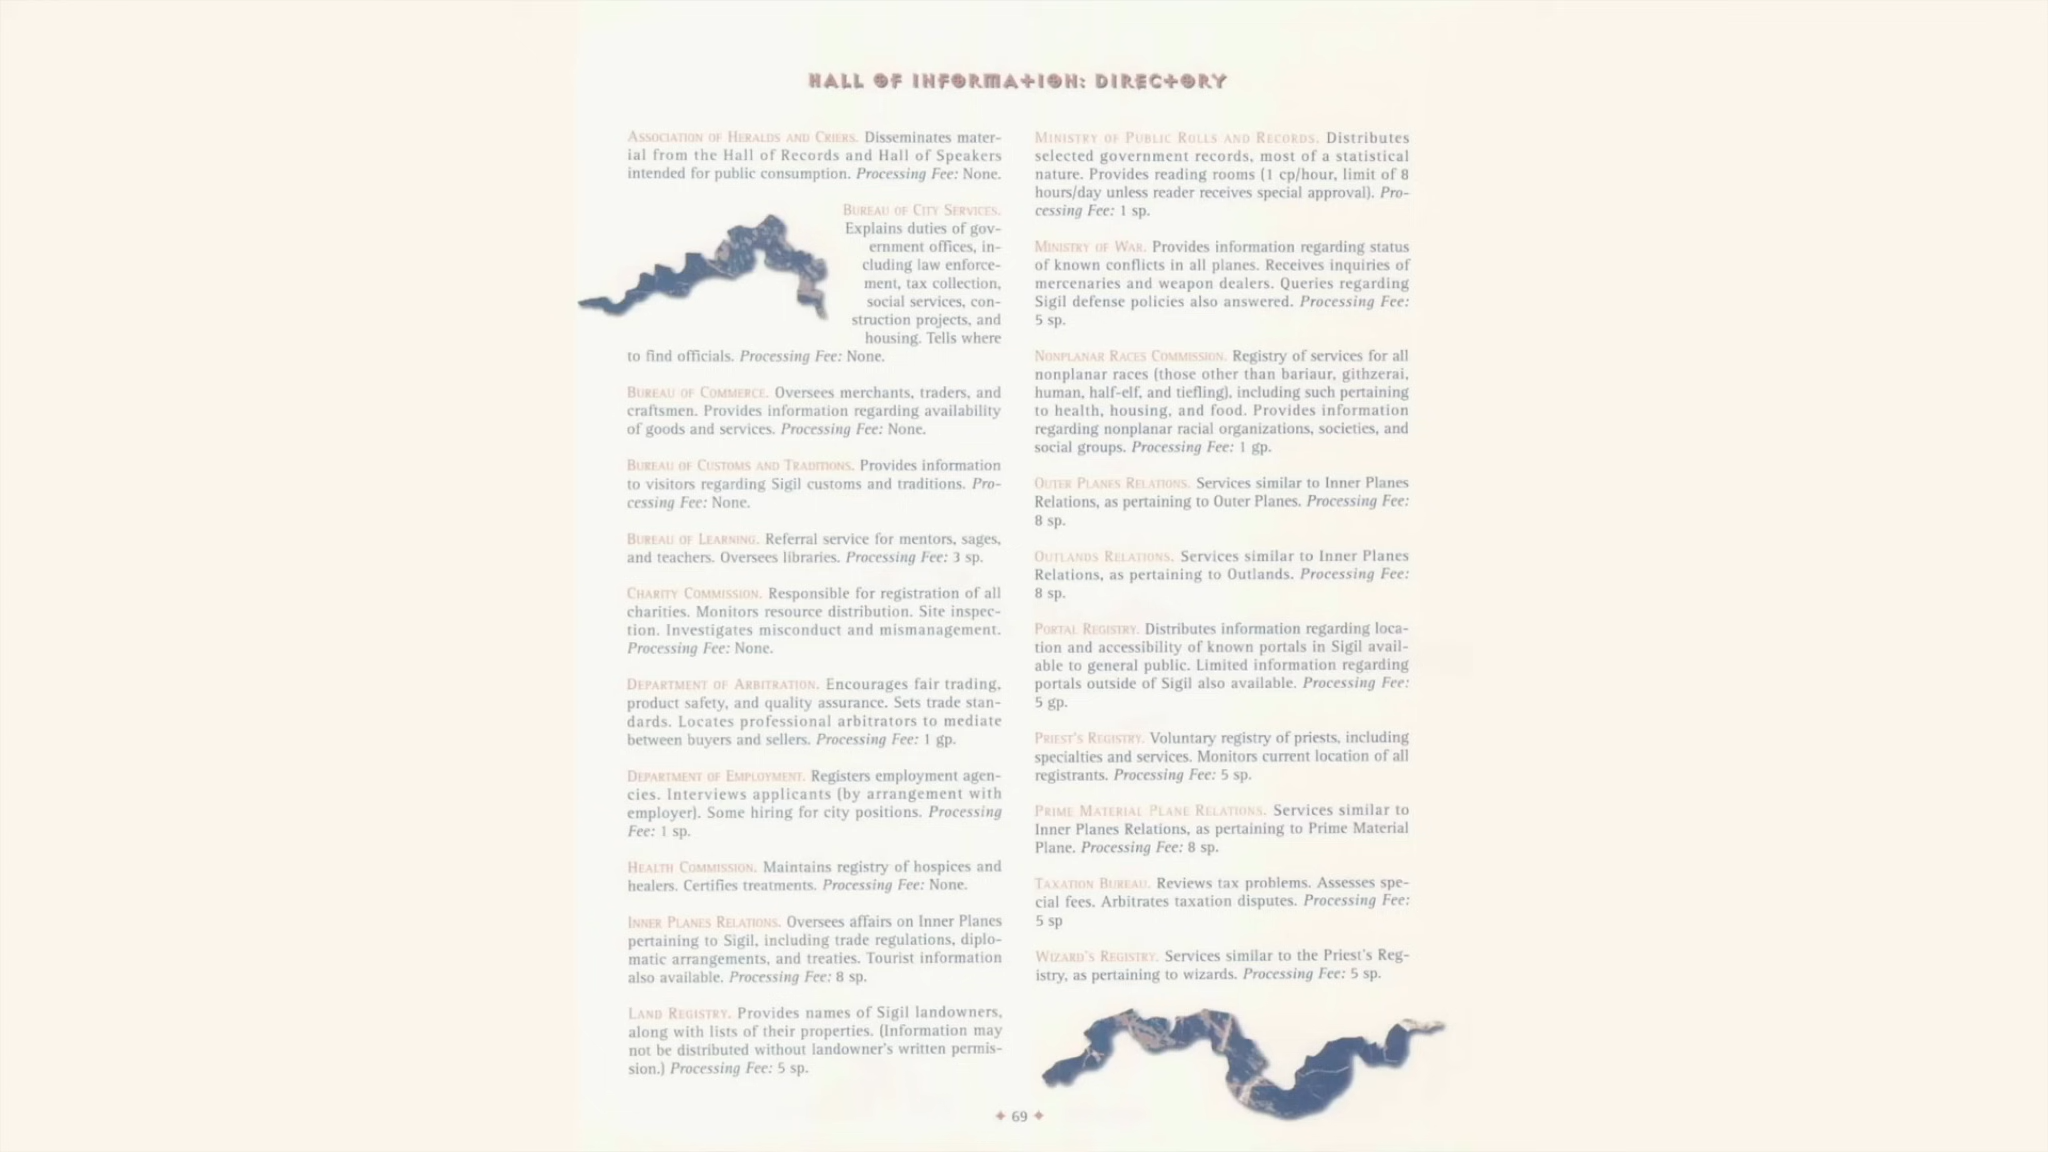 HALL OF INFORMATION: DIRECTORY
ASSOCIATION OF HERALDS AND CRIERS. Disseminates mater-
ial from the Hall of Records and Hall of Speakers
intended for public consumption. Processing Fee: None.
BUREAU OF CITY SERVICES.
Explains duties of gov-
ernment offices, in-
cluding law enforce-
ment, tax collection,
social services, con-
struction projects, and
housing. Tells where
to find officials. Processing Fee: None.
BUREAU OF COMMERCE. Oversees merchants, traders, and
craftsmen. Provides information regarding availability
of goods and services. Processing Fee: None.
BUREAU OF CUSTOMS AND TRADITIONS. Provides information
to visitors regarding Sigil customs and traditions. Pro-
cessing Fee: None.
BUREAU OF LEARNING. Referral service for mentors, sages,
and teachers. Oversees libraries. Processing Fee: 3 sp.
CHARITY COMMISSION. Responsible for registration of all
charities. Monitors resource distribution. Site inspec-
tion. Investigates misconduct and mismanagement.
Processing Fee: None.
DEPARTMENT OF ARBITRATION. Encourages fair trading,
product safety, and quality assurance. Sets trade stan-
dards. Locates professional arbitrators to mediate
between buyers and sellers. Processing Fee: 1 gp.
DEPARTMENT OF EMPLOYMENT. Registers employment agen-
cies. Interviews applicants (by arrangement with
employer). Some hiring for city positions. Processing
Fee: 1 sp.
HEALTH COMMISSION. Maintains registry of hospices and
healers. Certifies treatments. Processing Fee: None.
INNER PLANES RELATIONS. Oversees affairs on Inner Planes
pertaining to Sigil, including trade regulations, diplo-
matic arrangements, and treaties. Tourist information
also available. Processing Fee: 8 sp.
LAND REGISTRY. Provides names of Sigil landowners,
along with lists of their properties. (Information may
not be distributed without landowner's written permis-
sion.) Processing Fee: 5 sp.
MINISTRY OF PUBLIC ROLLS AND RECORDS. Distributes
selected government records, most of a statistical
nature. Provides reading rooms (1 cp/hour, limit of 8
hours/day unless reader receives special approval). Pro-
cessing Fee: 1 sp.
MINISTRY OF WAR. Provides information regarding status
of known conflicts in all planes. Receives inquiries of
mercenaries and weapon dealers. Queries regarding
Sigil defense policies also answered. Processing Fee:
5 sp.
NONPLANAR RACES COMMISSION. Registry of services for all
nonplanar races (those other than bariaur, githzerai,
human, half-elf, and tiefling), including such pertaining
to health, housing, and food. Provides information
regarding nonplanar racial organizations, societies, and
social groups. Processing Fee: 1 gp.
OUTER PLANES RELATIONS. Services similar to Inner Planes
Relations, as pertaining to Outer Planes. Processing Fee:
8 sp.
OUTLANDS RELATIONS. Services similar to Inner Planes
Relations, as pertaining to Outlands. Processing Fee:
8 sp.
PORTAL REGISTRY. Distributes information regarding loca-
tion and accessibility of known portals in Sigil avail-
able to general public. Limited information regarding
portals outside of Sigil also available. Processing Fee:
5 gp.
PRIEST'S REGISTRY. Voluntary registry of priests, including
specialties and services. Monitors current location of all
registrants. Processing Fee: 5 sp.
PRIME MATERIAL PLANE RELATIONS. Services similar to
Inner Planes Relations, as pertaining to Prime Material
Plane. Processing Fee: 8 sp.
TAXATION BUREAU. Reviews tax problems. Assesses spe-
cial fees. Arbitrates taxation disputes. Processing Fee:
5 sp
WIZARD'S REGISTRY. Services similar to the Priest's Reg-
istry, as pertaining to wizards. Processing Fee: 5 sp.
69